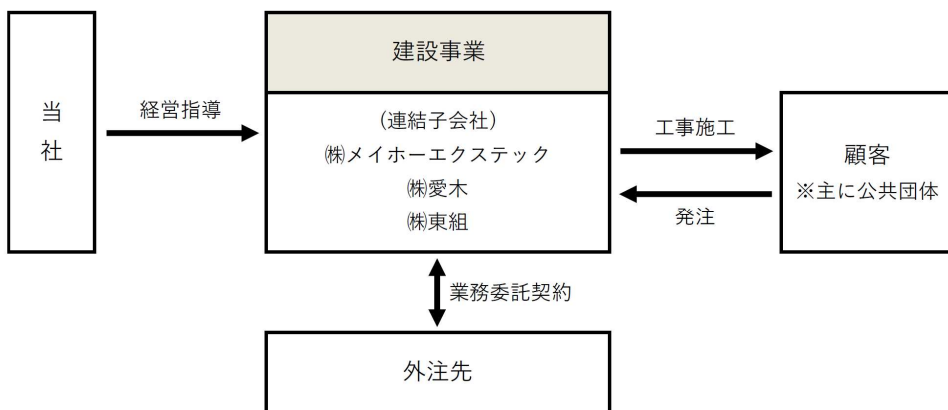 当
社
経営指導
建設事業
(連結子会社)
㈱メイホーエクステック
㈱愛木
㈱東組
工事施工
発注
顧客
※主に公共団体
業務委託契約
外注先